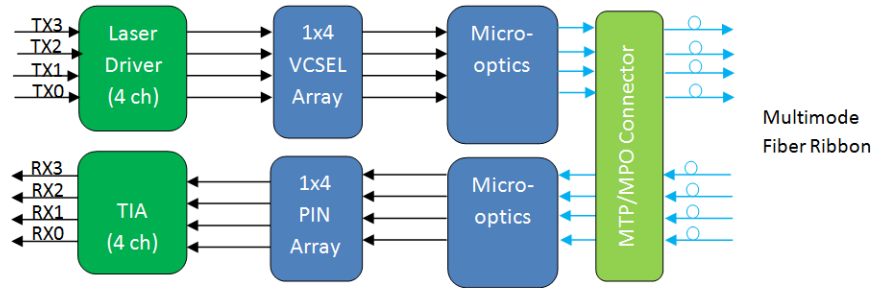 TX3
TX2
TX1
TX0
Laser
Driver
(4 ch)
1x4
VCSEL
Array
Micro-
optics
MTP/MPO Connector
Multimode
Fiber Ribbon
RX3
RX2
RX1
RX0
TIA
(4 ch)
1x4
PIN
Array
Micro-
optics